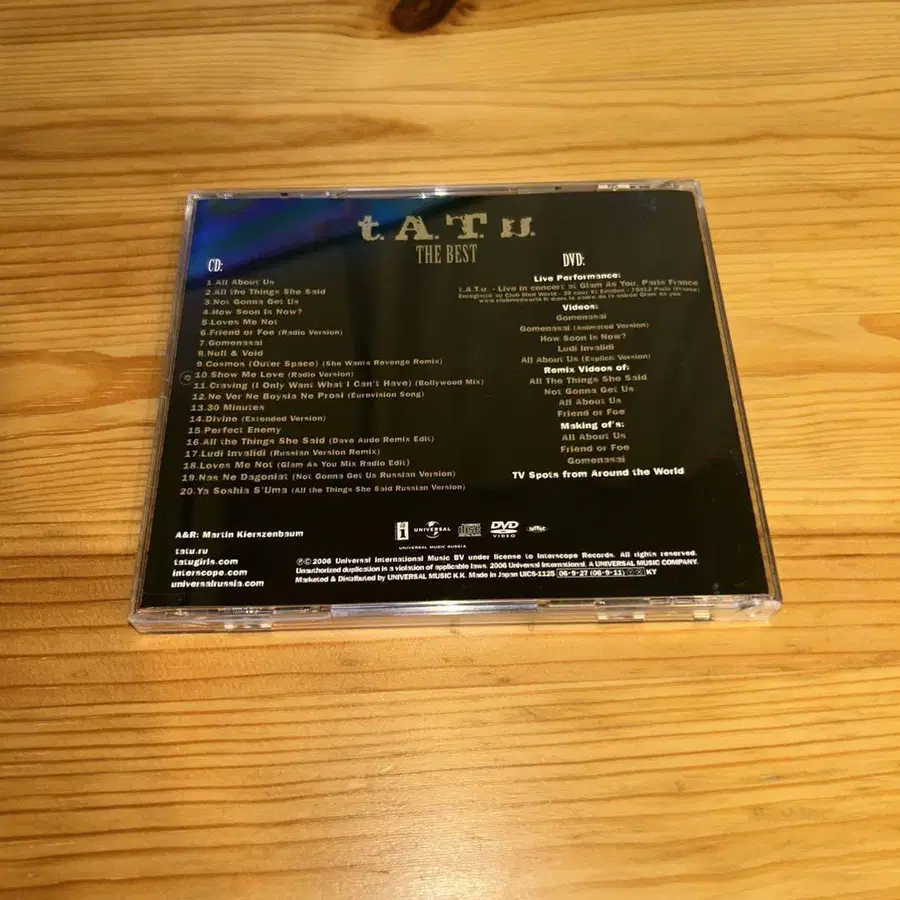 t.A.T.u.
THE BEST
CD:
1.All About Us
2.All the Things She Said
3.Not Gonna Get Us
4.How Soon Is Now?
5.Loves Me Not
6.Friend or Foe (Radio Version)
7.Gomenasai
8.Null & Void
9.Cosmos (Outer Space) (She Wants Revenge Remix)
10.Show Me Love (Radio Version)
11.Craving (I Only Want What I Can't Have) (Bollywood Mix)
12.Ne Ver Ne Boysia Ne Prosi (Eurovision Song)
13.30 Minutes
14.Divine (Extended Version)
15.Perfect Enemy
16.All the Things She Said (Dave Aude Remix Edit)
17.Ludi Invalidi (Russian Version Remix)
18.Loves Me Not (Glam As You Mix Radio Edit)
19.Nas Ne Dagoniat (Not Gonna Get Us Russian Version)
20.Ya Soshla S'Uma (All the Things She Said Russian Version)
DVD:
Live Performance:
t.A.T.u. - Live in concert at Glam As You, Paris France
Videos:
Gomenasai
Gomenasai (Animated Version)
How Soon Is Now?
Ludi Invalidi
All About Us (Explicit Version)
Remix Videos of:
All The Things She Said
Not Gonna Get Us
All About Us
Friend or Foe
Making of's:
All About Us
Friend or Foe
Gomenasai
TV Spots from Around the World
A&R: Martin Kierszenbaum
tatu.ru
tatugirls.com
interscope.com
universalrussia.com
UNIVERSAL
DVD
VIDEO
UNIVERSAL MUSIC RUSSIA
℗© 2006 Universal International Music BV under license to Interscope Records. All rights reserved.
Unauthorized duplication is a violation of applicable laws. 2006 Universal International. A UNIVERSAL MUSIC COMPANY.
Marketed & Distributed by UNIVERSAL MUSIC K.K. Made in Japan UICS-1125 06·9·27 (06·9·11) KY